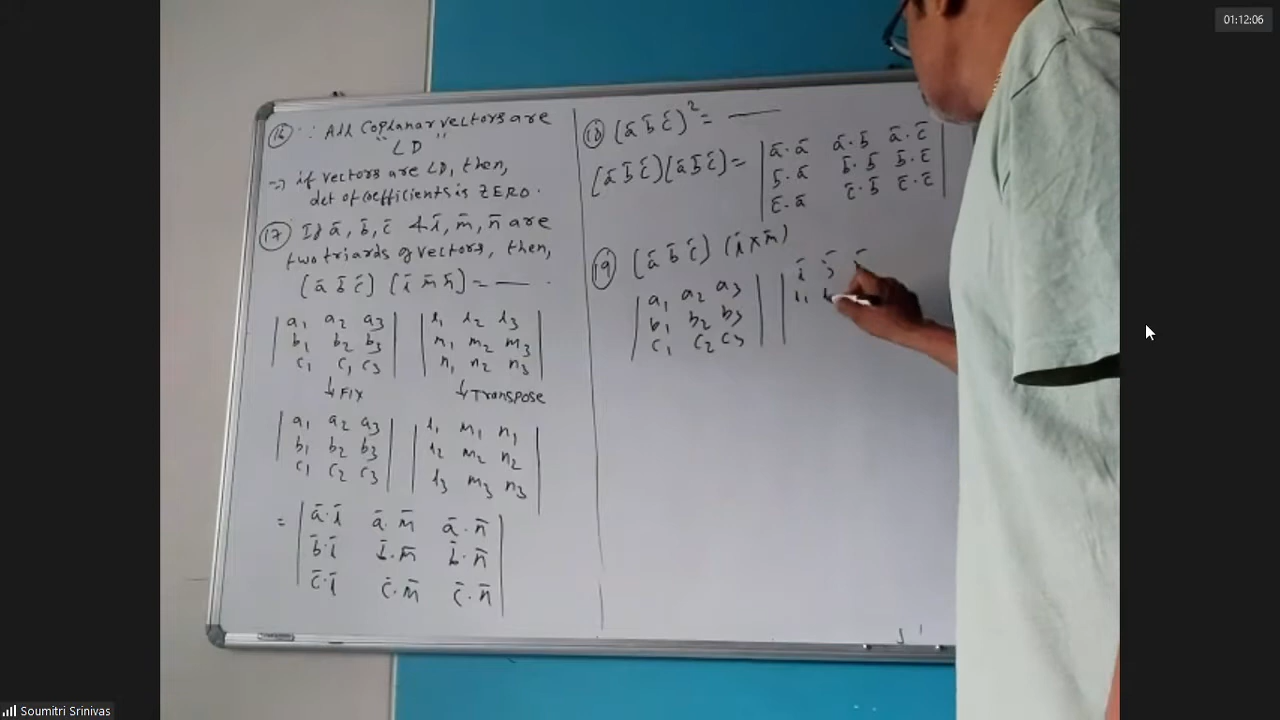 01:12:06
(16) ∵ All Coplanar vectors are
" LD "
⇒ if vectors are LD, then,
det of coefficients is ZERO.
(17) If ā, b̄, c̄ & l̄, m̄, n̄ are
two triards of vectors, then,
[ā b̄ c̄] [l̄ m̄ n̄] = —— .
| a₁ a₂ a₃ | | l₁ l₂ l₃ |
| b₁ b₂ b₃ | | m₁ m₂ m₃ |
| c₁ c₁ c₃ | | n₁ n₂ n₃ |
↓ FIX ↓ Transpose
| a₁ a₂ a₃ | | l₁ m₁ n₁ |
| b₁ b₂ b₃ | | l₂ m₂ n₂ |
| c₁ c₂ c₃ | | l₃ m₃ n₃ |
= | ā·l̄ ā·m̄ ā·n̄ |
| b̄·l̄ b̄·m̄ b̄·n̄ |
| c̄·l̄ c̄·m̄ c̄·n̄ |
(18) [ā b̄ c̄]² = ——
[ā b̄ c̄][ā b̄ c̄] = | ā·ā ā·b̄ ā·c̄ |
| b̄·ā b̄·b̄ b̄·c̄ |
| c̄·ā c̄·b̄ c̄·c̄ |
(19) [ā b̄ c̄] (l̄ × m̄)
| a₁ a₂ a₃ | | ī j̄
| b₁ b₂ b₃ | | l₁
| c₁ c₂ c₃ | |
Soumitri Srinivas